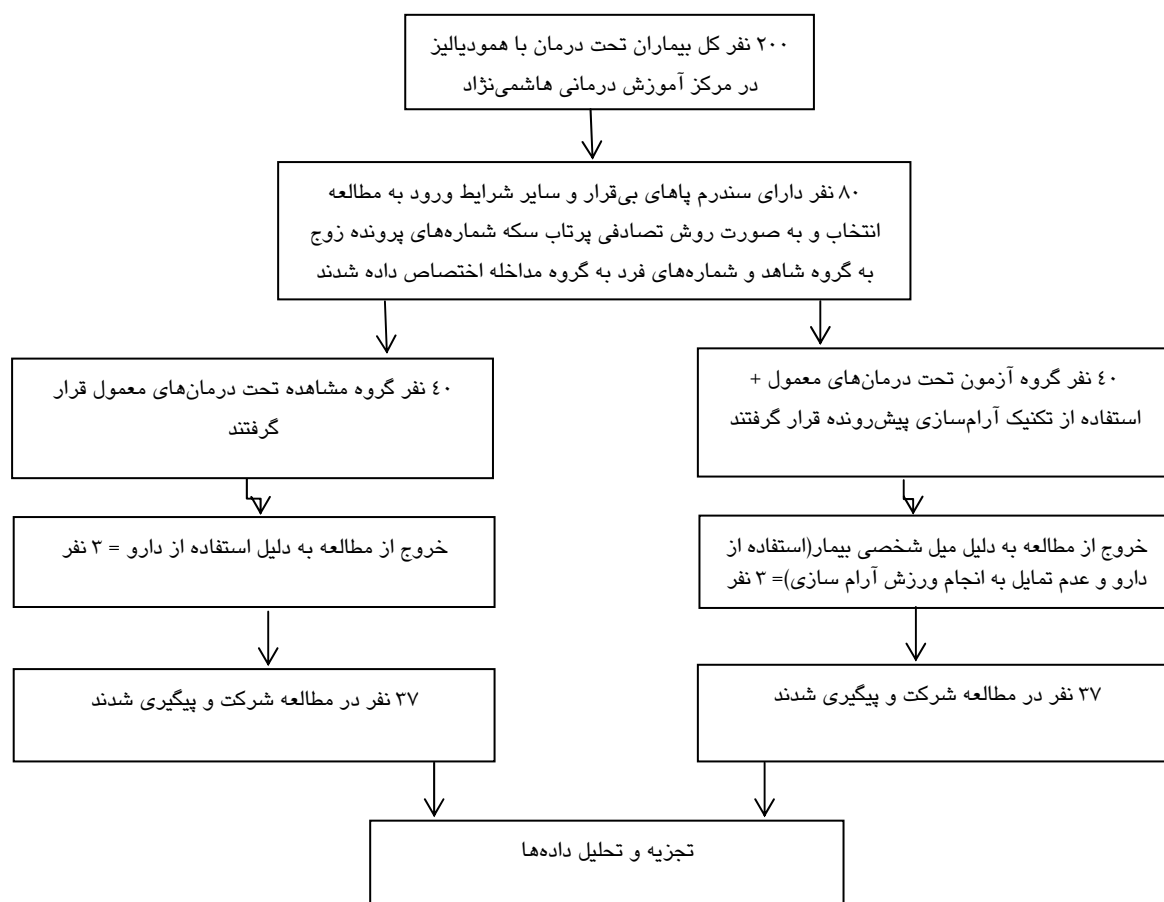 ۲۰۰ نفر کل بیماران تحت درمان با همودیالیز
در مرکز آموزش درمانی هاشمی‌نژاد
۸۰ نفر دارای سندرم پاهای بی‌قرار و سایر شرایط ورود به مطالعه
انتخاب و به صورت روش تصادفی پرتاب سکه شماره‌های پرونده زوج
به گروه شاهد و شماره‌های فرد به گروه مداخله اختصاص داده شدند
٤٠ نفر گروه آزمون تحت درمان‌های معمول +
استفاده از تکنیک آرام‌سازی پیش‌رونده قرار گرفتند
٤٠ نفر گروه مشاهده تحت درمان‌های معمول قرار
گرفتند
خروج از مطالعه به دلیل میل شخصی بیمار(استفاده از
دارو و عدم تمایل به انجام ورزش آرام سازی)= ۳ نفر
خروج از مطالعه به دلیل استفاده از دارو = ۳ نفر
۳۷ نفر در مطالعه شرکت و پیگیری شدند
۳۷ نفر در مطالعه شرکت و پیگیری شدند
تجزیه و تحلیل داده‌ها